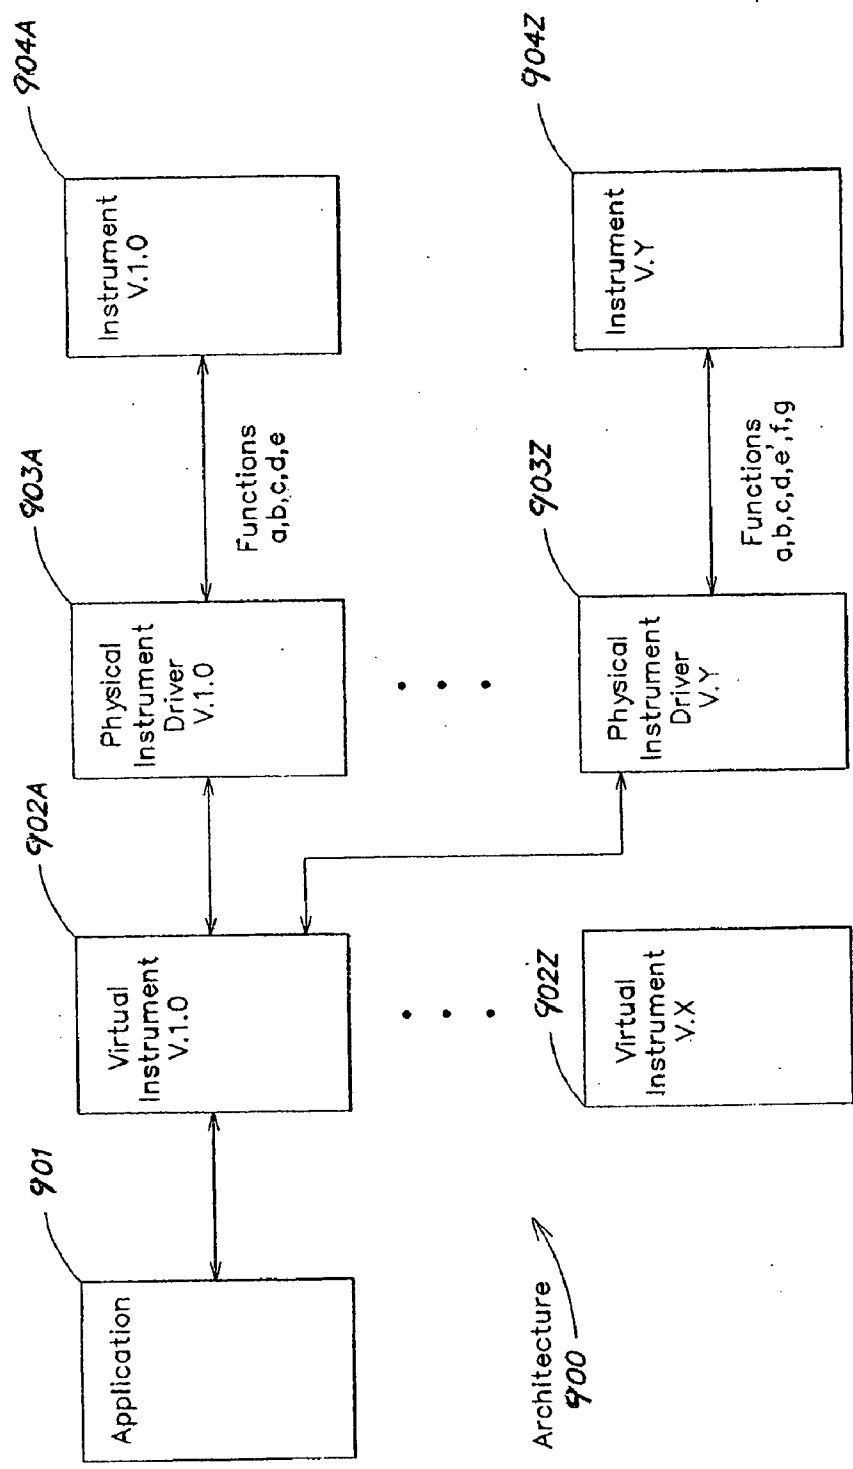 901
Application
902A
Virtual
Instrument
V.1.0
903A
Physical
Instrument
Driver
V.1.0
Functions
a,b,c,d,e
904A
Instrument
V.1.0
Architecture
900
902Z
Virtual
Instrument
V.X
903Z
Physical
Instrument
Driver
V.Y
Functions
a,b,c,d,e',f,g
904Z
Instrument
V.Y